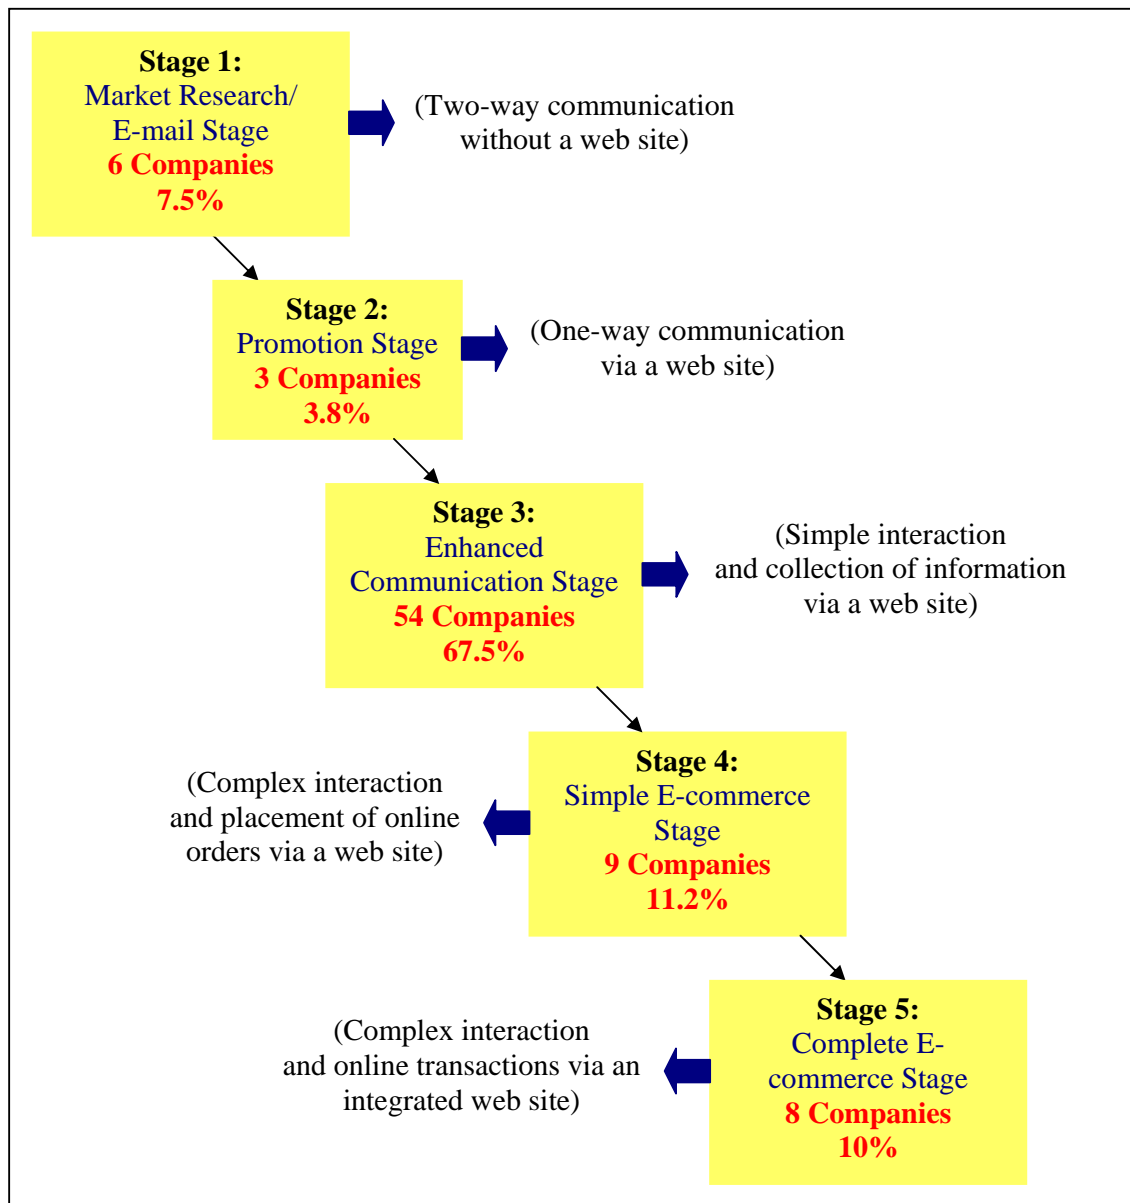 Stage 1:
Market Research/
E-mail Stage
6 Companies
7.5%
(Two-way communication
without a web site)
Stage 2:
Promotion Stage
3 Companies
3.8%
(One-way communication
via a web site)
Stage 3:
Enhanced
Communication Stage
54 Companies
67.5%
(Simple interaction
and collection of information
via a web site)
Stage 4:
Simple E-commerce
Stage
9 Companies
11.2%
(Complex interaction
and placement of online
orders via a web site)
Stage 5:
Complete E-
commerce Stage
8 Companies
10%
(Complex interaction
and online transactions via an
integrated web site)